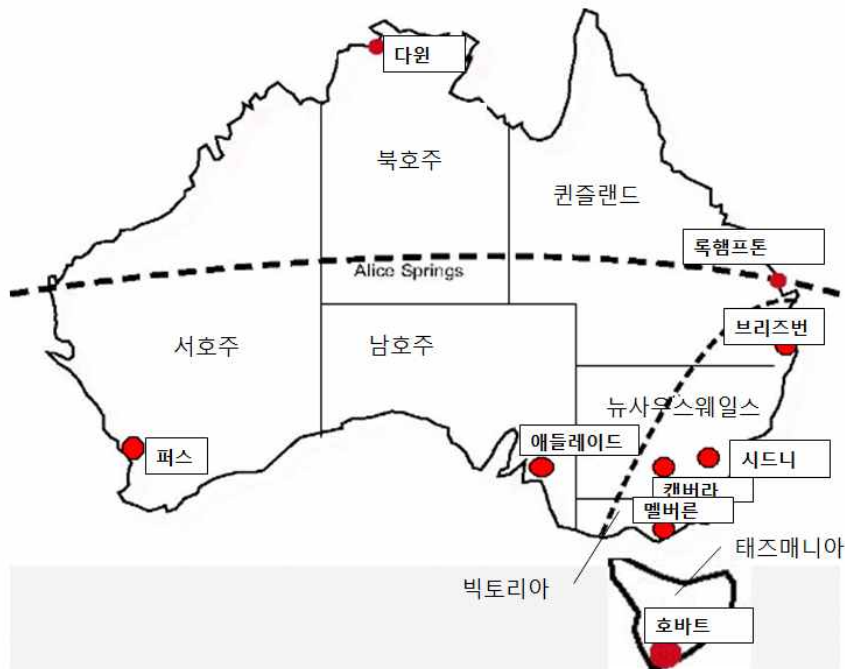 다윈
북호주
퀸즐랜드
록햄프톤
Alice Springs
브리즈번
서호주
남호주
뉴사우스웨일스
애들레이드
퍼스
시드니
캔버라
멜버른
태즈매니아
빅토리아
호바트